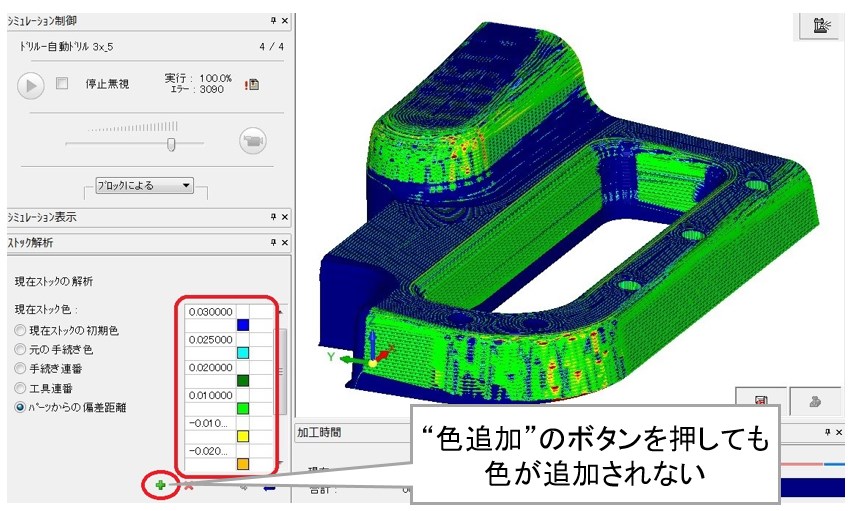 シミュレーション制御
ドリル-自動ドリル 3x_5
4 / 4
停止無視
実行 : 100.0%
エラー : 3090
ブロックによる
シミュレーション表示
ストック解析
現在ストックの 解析
現在ストック色 :
現在ストックの 初期色
元の 手続き色
手続き連番
工具連番
パーツからの 偏差距離
0.030000
0.025000
0.020000
0.010000
-0.010...
-0.020...
Y
加工時間
合計 :
“色追加”のボタンを押しても
色が追加されない